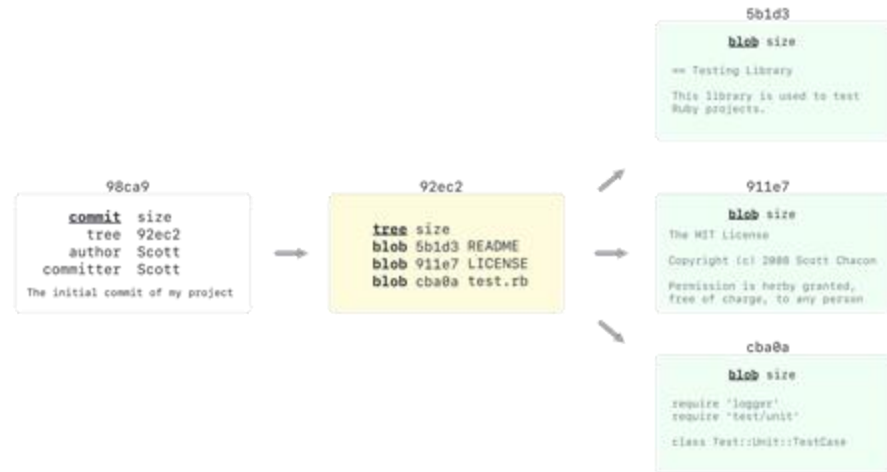 98ca9
commit size
tree 92ec2
author Scott
committer Scott
The initial commit of my project
92ec2
tree size
blob 5b1d3 README
blob 911e7 LICENSE
blob cba0a test.rb
5b1d3
blob size
== Testing Library
This library is used to test
Ruby projects.
911e7
blob size
The MIT License
Copyright (c) 2008 Scott Chacon
Permission is herby granted,
free of charge, to any person
cba0a
blob size
require 'logger'
require 'test/unit'
class Test::Unit::TestCase